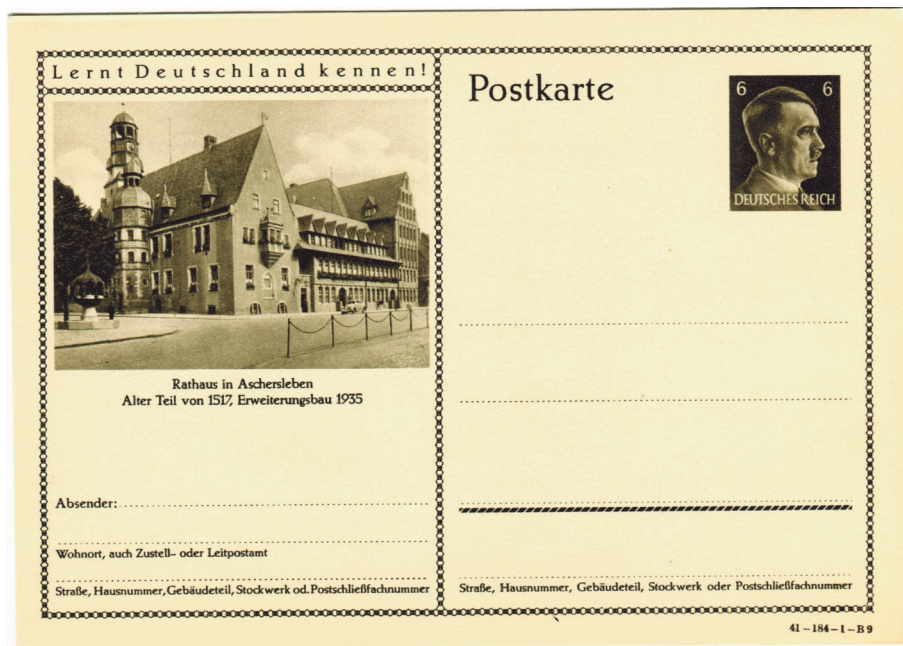 Lernt Deutschland kennen!
Rathaus in Aschersleben
Alter Teil von 1517, Erweiterungsbau 1935
Absender:
Wohnort, auch Zustell- oder Leitpostamt
Straße, Hausnummer, Gebäudeteil, Stockwerk od. Postschließfachnummer
Postkarte
6 6
DEUTSCHES REICH
Straße, Hausnummer, Gebäudeteil, Stockwerk oder Postschließfachnummer
41-184-1-B9